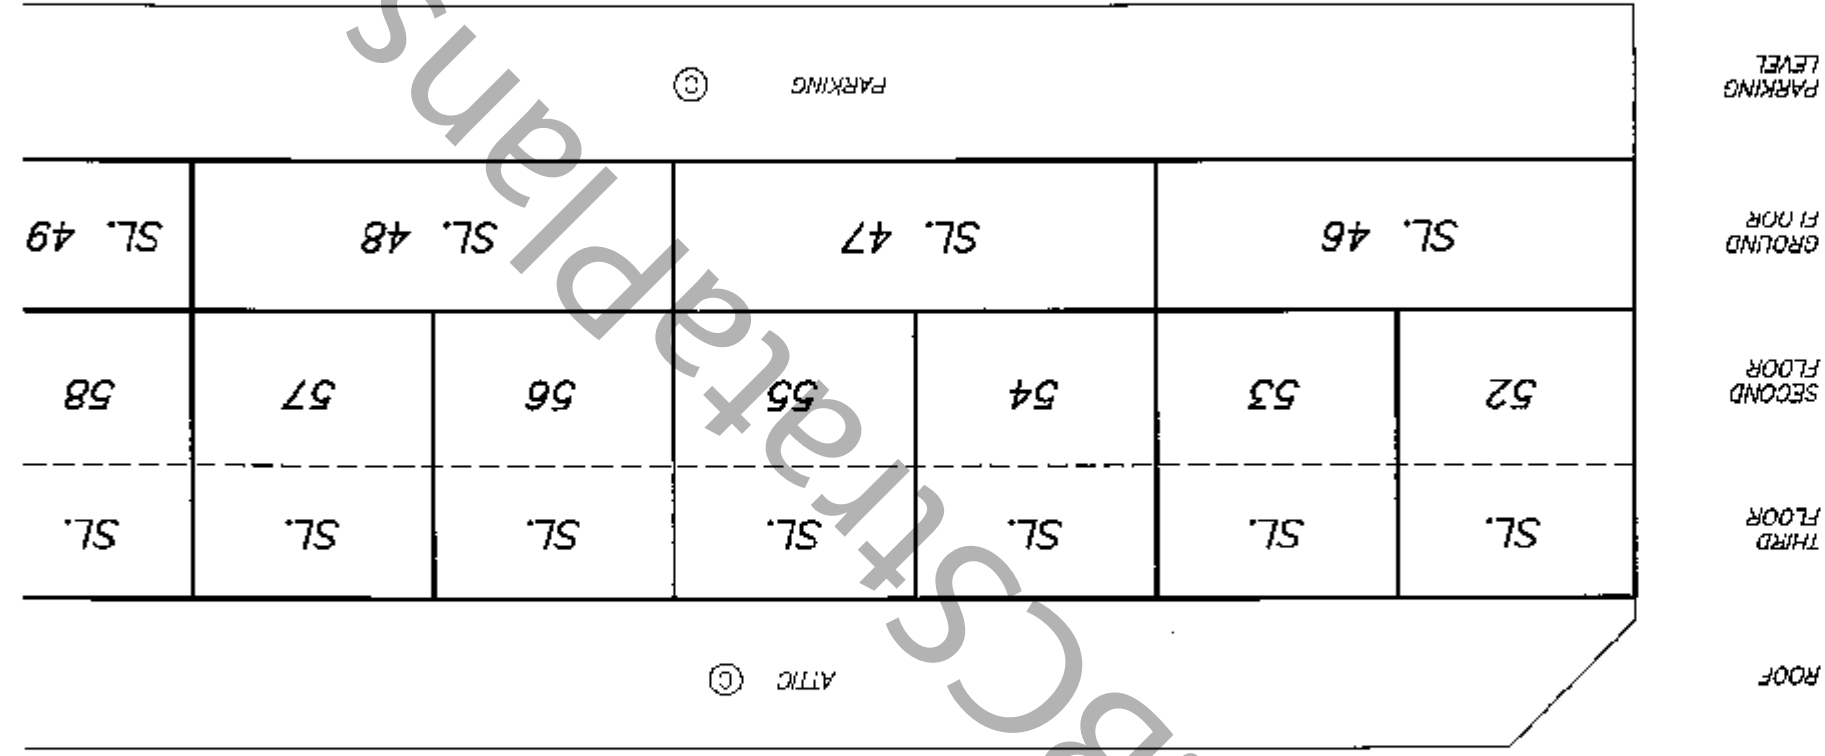 ROOF
ATTIC Ⓒ
THIRD
FLOOR
SL. SL. SL. SL. SL. SL. SL.
SECOND
FLOOR
52 53 54 55 56 57 58
GROUND
FLOOR
SL. 46 SL. 47 SL. 48 SL. 49
PARKING
LEVEL
PARKING Ⓒ
BCStrataPlans